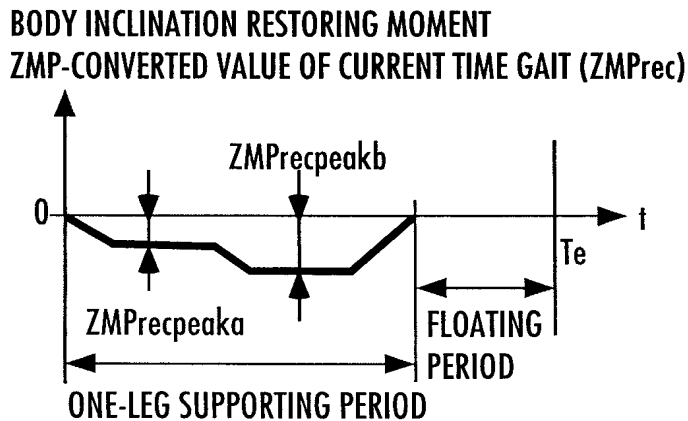 BODY INCLINATION RESTORING MOMENT
ZMP-CONVERTED VALUE OF CURRENT TIME GAIT (ZMPrec)
ZMPrecpeakb
0
t
Te
ZMPrecpeaka
FLOATING
PERIOD
ONE-LEG SUPPORTING PERIOD